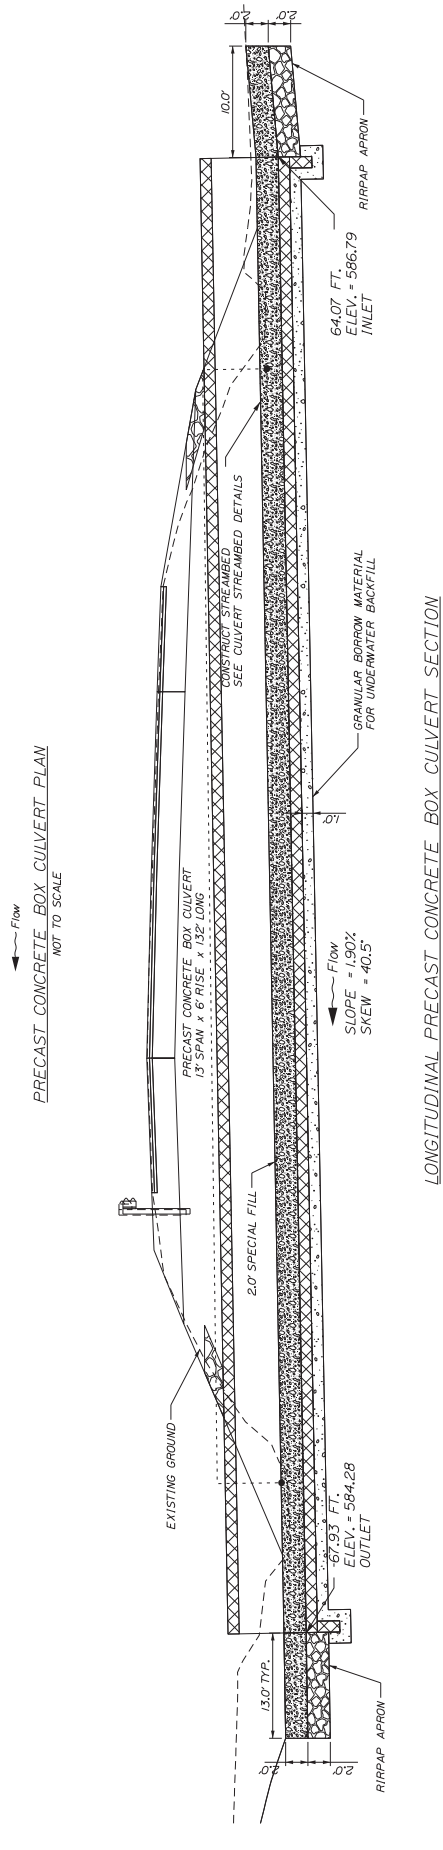 Flow
PRECAST CONCRETE BOX CULVERT PLAN
NOT TO SCALE
2.0'
2.0'
10.0'
RIRPAP APRON
64.07 FT.
ELEV. = 586.79
INLET
CONSTRUCT STREAMBED
SEE CULVERT STREAMBED DETAILS
GRANULAR BORROW MATERIAL
FOR UNDERWATER BACKFILL
1.0'
PRECAST CONCRETE BOX CULVERT
13' SPAN x 6' RISE x 132' LONG
Flow
SLOPE = 1.90%
SKEW = 40.5°
2.0' SPECIAL FILL
EXISTING GROUND
-67.93 FT.
ELEV. = 584.28
OUTLET
13.0' TYP.
2.0'
2.0'
RIRPAP APRON
LONGITUDINAL PRECAST CONCRETE BOX CULVERT SECTION